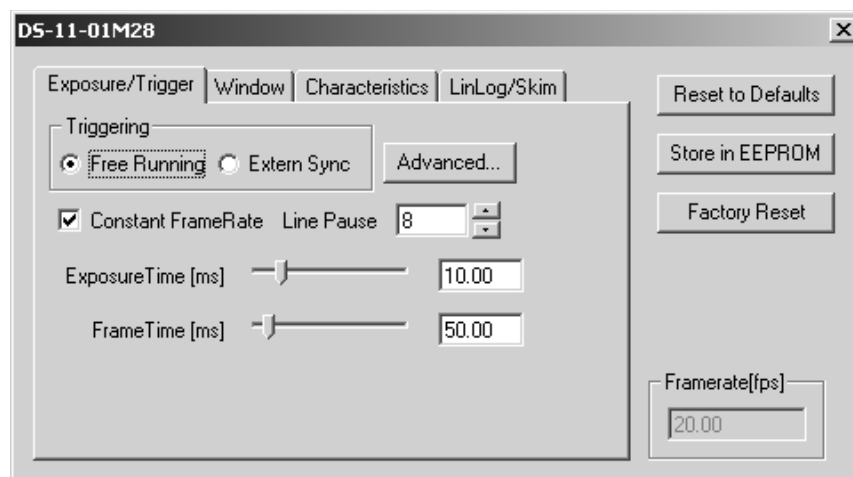 DS-11-01M28
Exposure/Trigger Window Characteristics LinLog/Skim
Triggering
Free Running Extern Sync Advanced...
Constant FrameRate Line Pause 8
ExposureTime [ms] 10.00
FrameTime [ms] 50.00
Reset to Defaults
Store in EEPROM
Factory Reset
Framerate[fps]
20.00